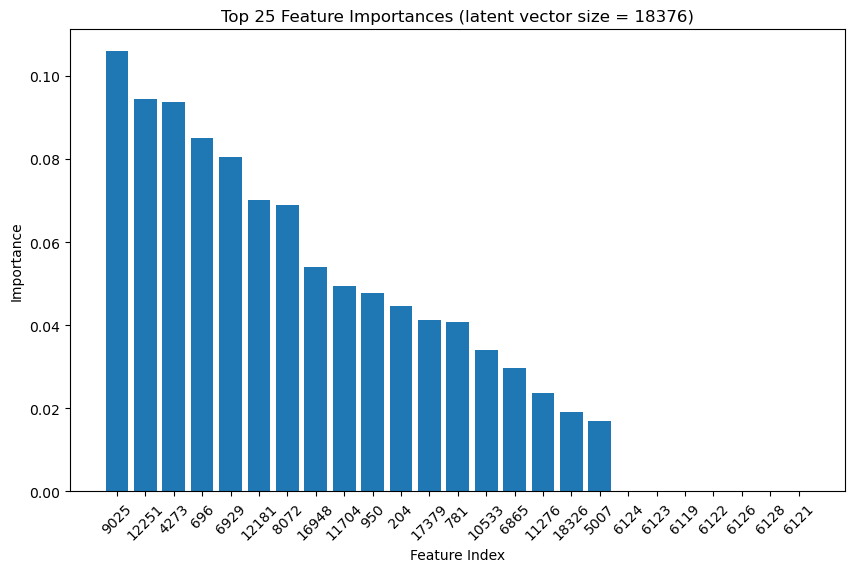 Top 25 Feature Importances (latent vector size = 18376)
Importance
0.10
0.08
0.06
0.04
0.02
0.00
9025 12251 4273 696 6929 12181 8072 16948 11704 950 204 17379 781 10533 6865 11276 18326 5007 6124 6123 6119 6122 6126 6128 6121
Feature Index